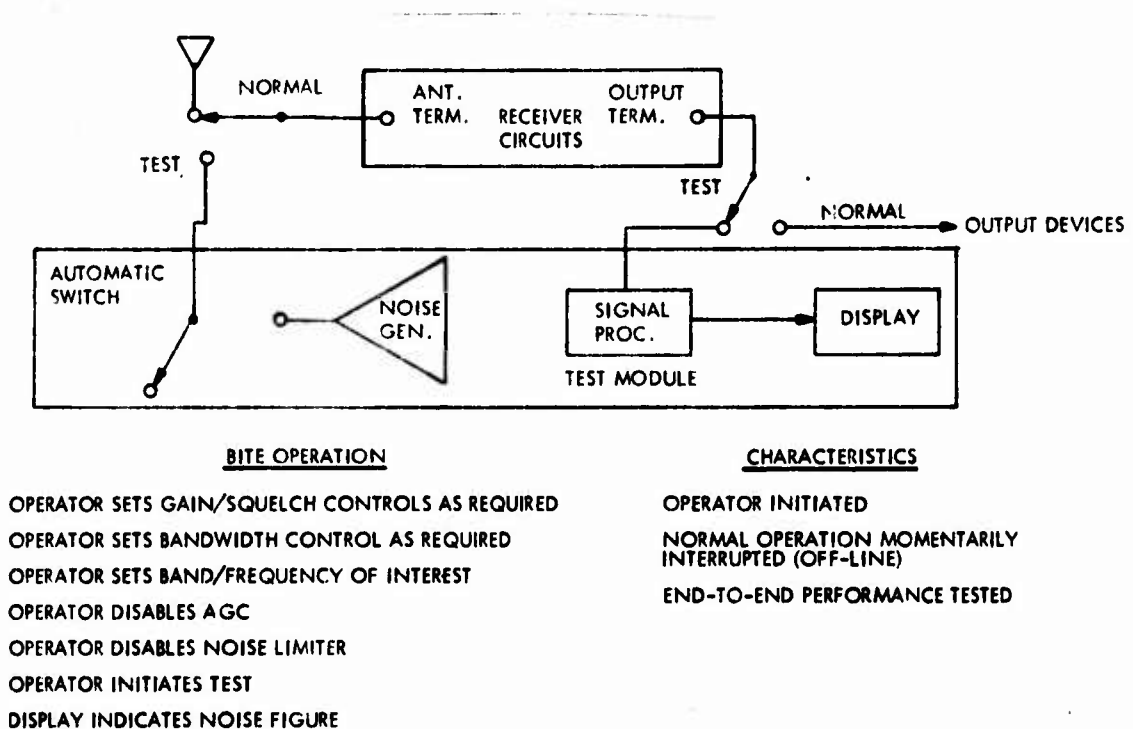 NORMAL
ANT.
TERM.
RECEIVER
CIRCUITS
OUTPUT
TERM.
TEST
TEST
NORMAL
OUTPUT DEVICES
AUTOMATIC
SWITCH
NOISE
GEN.
SIGNAL
PROC.
DISPLAY
TEST MODULE
BITE OPERATION
OPERATOR SETS GAIN/SQUELCH CONTROLS AS REQUIRED
OPERATOR SETS BANDWIDTH CONTROL AS REQUIRED
OPERATOR SETS BAND/FREQUENCY OF INTEREST
OPERATOR DISABLES AGC
OPERATOR DISABLES NOISE LIMITER
OPERATOR INITIATES TEST
DISPLAY INDICATES NOISE FIGURE
CHARACTERISTICS
OPERATOR INITIATED
NORMAL OPERATION MOMENTARILY
INTERRUPTED (OFF-LINE)
END-TO-END PERFORMANCE TESTED